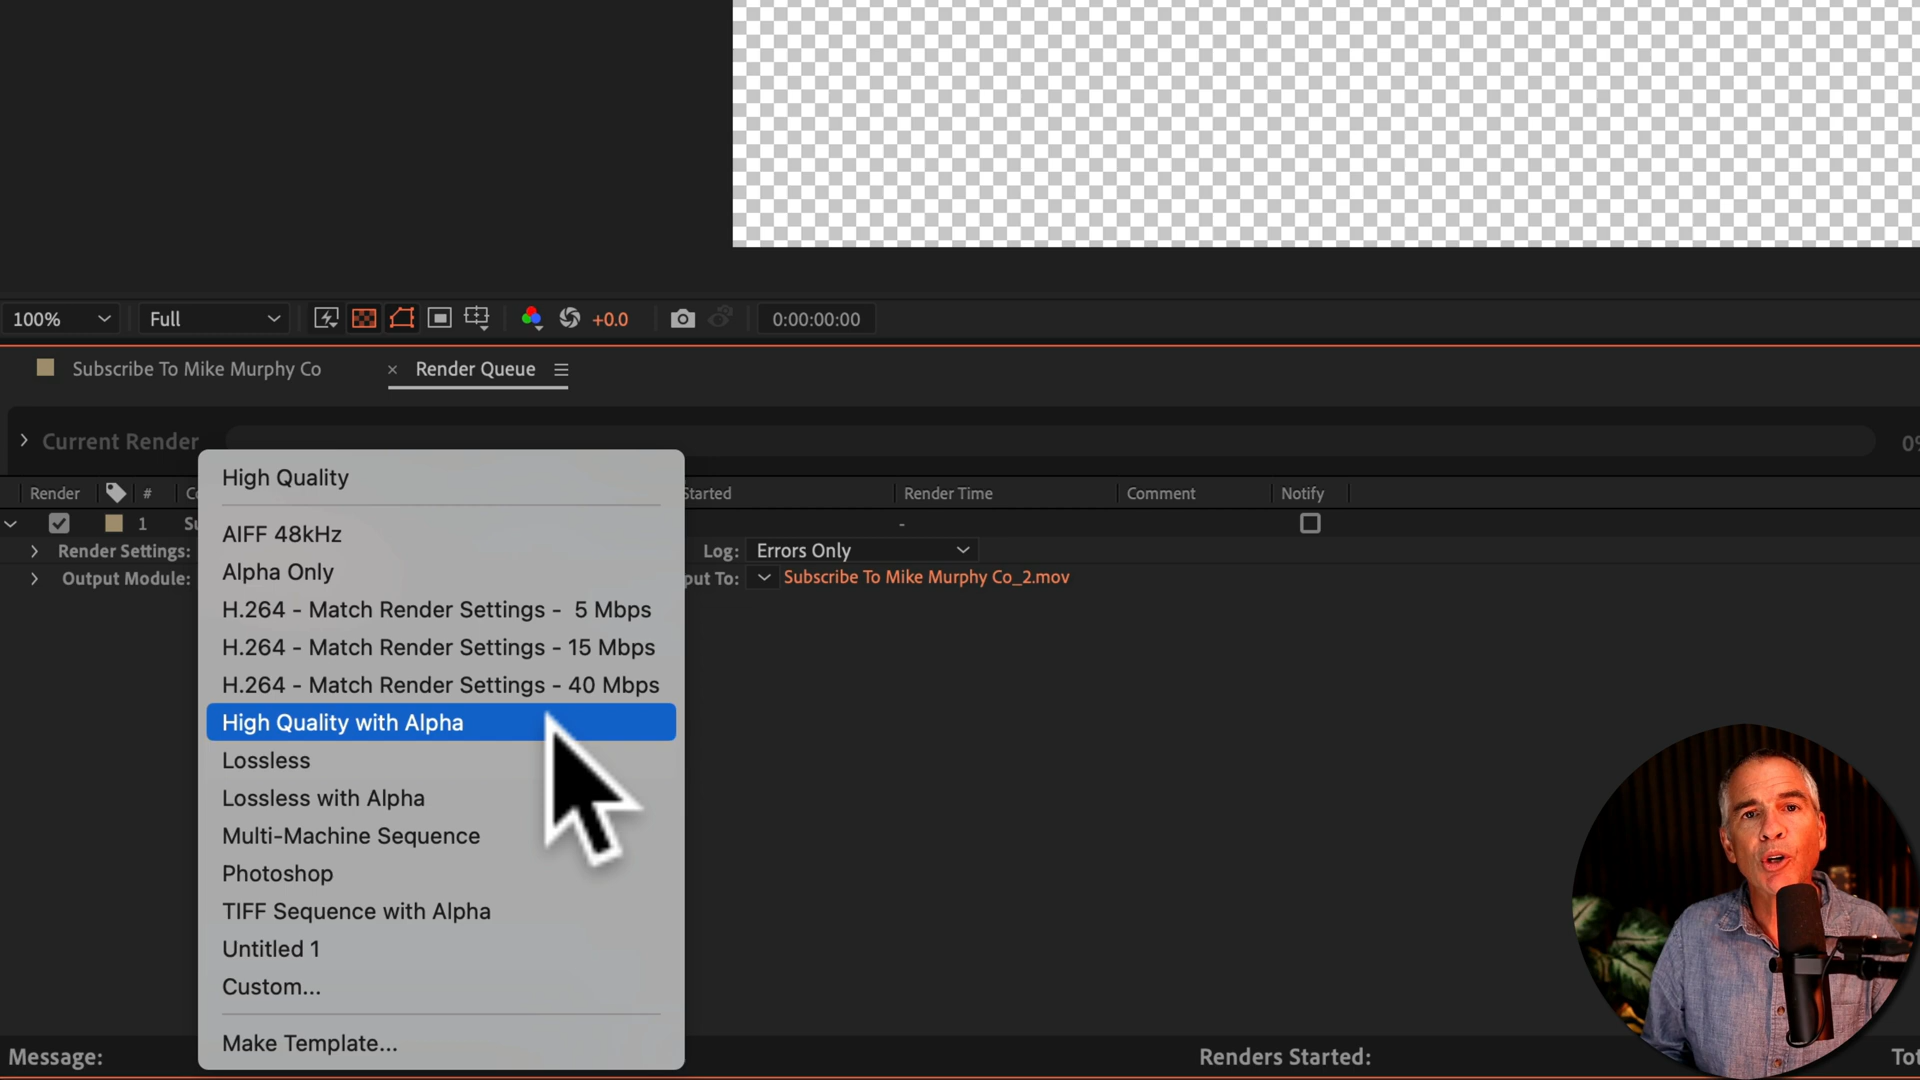 100%
Full
+0.0
0:00:00:00
Subscribe To Mike Murphy Co
× Render Queue
Current Render
Render # Started Render Time Comment Notify
1 -
Render Settings: Log: Errors Only
Output Module: Subscribe To Mike Murphy Co_2.mov
High Quality
AIFF 48kHz
Alpha Only
H.264 - Match Render Settings - 5 Mbps
H.264 - Match Render Settings - 15 Mbps
H.264 - Match Render Settings - 40 Mbps
High Quality with Alpha
Lossless
Lossless with Alpha
Multi-Machine Sequence
Photoshop
TIFF Sequence with Alpha
Untitled 1
Custom...
Make Template...
Message: Renders Started: